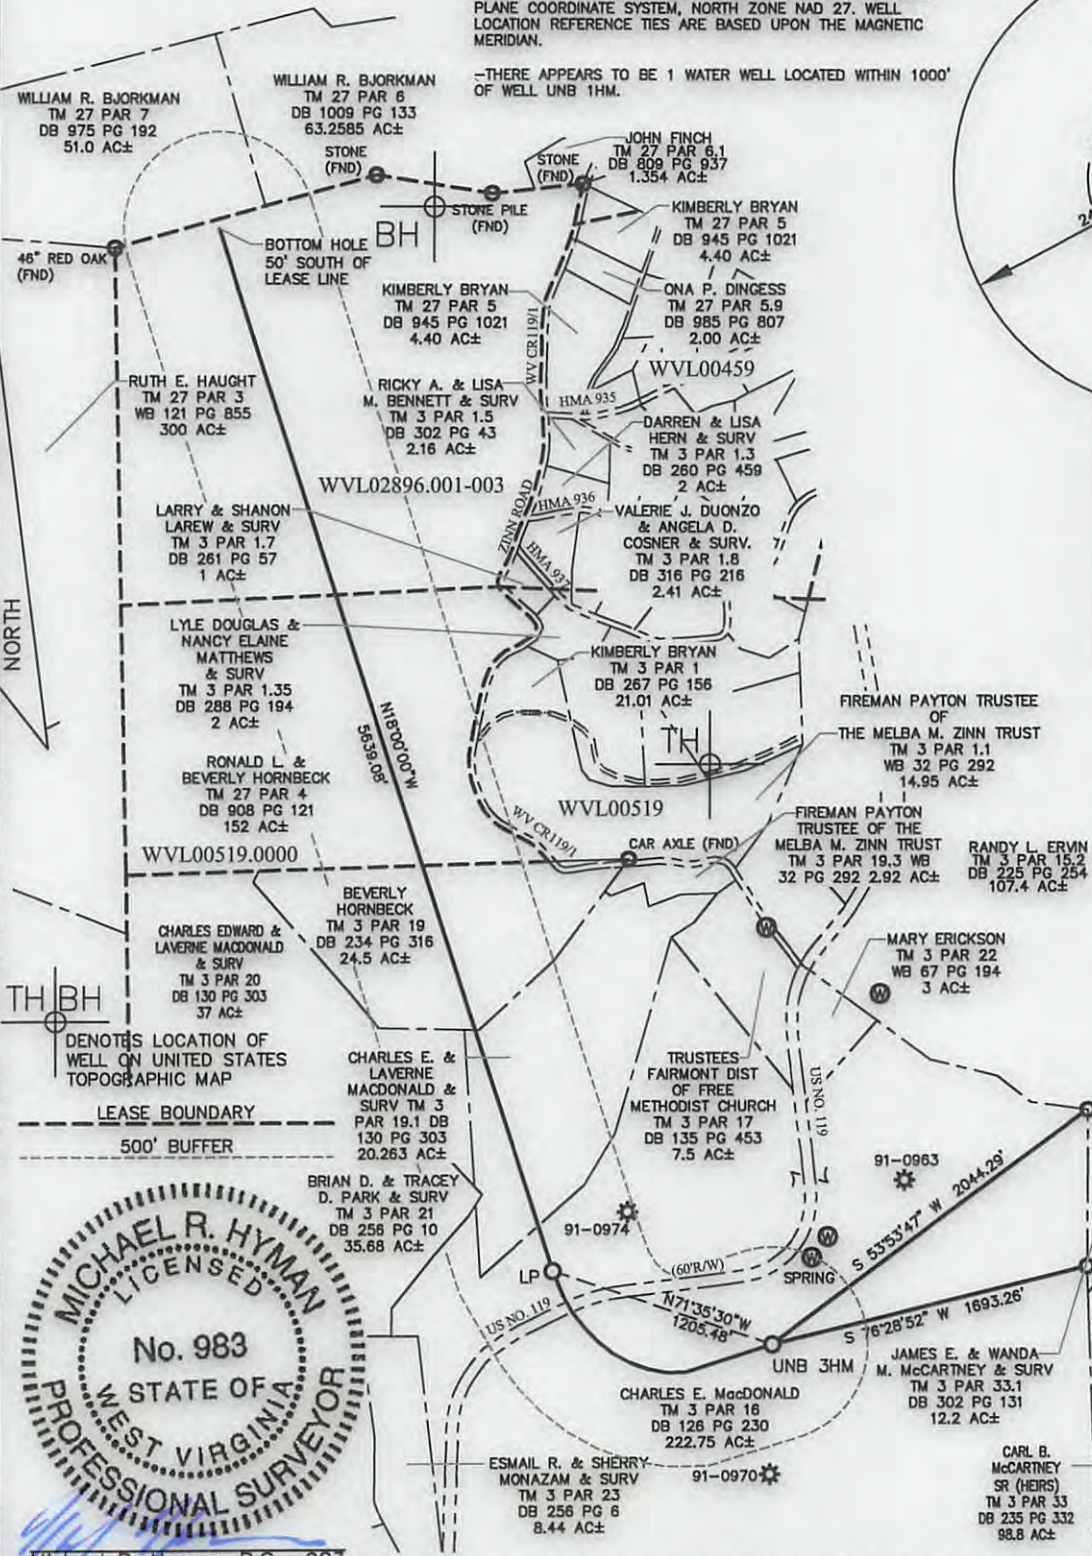 PLANE COORDINATE SYSTEM, NORTH ZONE NAD 27. WELL
LOCATION REFERENCE TIES ARE BASED UPON THE MAGNETIC
MERIDIAN.
-THERE APPEARS TO BE 1 WATER WELL LOCATED WITHIN 1000'
OF WELL UNB 1HM.
WILLIAM R. BJORKMAN
TM 27 PAR 7
DB 975 PG 192
51.0 AC±
WILLIAM R. BJORKMAN
TM 27 PAR 6
DB 1009 PG 133
63.2585 AC±
STONE
(FND)
STONE
(FND)
JOHN FINCH
TM 27 PAR 6.1
DB 809 PG 937
1.354 AC±
STONE PILE
(FND)
BH
46" RED OAK
(FND)
BOTTOM HOLE
50' SOUTH OF
LEASE LINE
KIMBERLY BRYAN
TM 27 PAR 5
DB 945 PG 1021
4.40 AC±
KIMBERLY BRYAN
TM 27 PAR 5
DB 945 PG 1021
4.40 AC±
ONA P. DINGESS
TM 27 PAR 5.9
DB 985 PG 807
2.00 AC±
WV CR119/1
WVL00459
RUTH E. HAUGHT
TM 27 PAR 3
WB 121 PG 855
300 AC±
RICKY A. & LISA
M. BENNETT & SURV
TM 3 PAR 1.5
DB 302 PG 43
2.16 AC±
HMA 935
DARREN & LISA
HERN & SURV
TM 3 PAR 1.3
DB 260 PG 459
2 AC±
WVL02896.001-003
ZINN ROAD
HMA 936
HMA 937
LARRY & SHANON
LAREW & SURV
TM 3 PAR 1.7
DB 261 PG 57
1 AC±
VALERIE J. DUONZO
& ANGELA D.
COSNER & SURV.
TM 3 PAR 1.8
DB 316 PG 216
2.41 AC±
NORTH
LYLE DOUGLAS &
NANCY ELAINE
MATTHEWS
& SURV
TM 3 PAR 1.35
DB 288 PG 194
2 AC±
KIMBERLY BRYAN
TM 3 PAR 1
DB 267 PG 156
21.01 AC±
FIREMAN PAYTON TRUSTEE
OF
THE MELBA M. ZINN TRUST
TM 3 PAR 1.1
WB 32 PG 292
14.95 AC±
N18°00'00"W
5639.08'
TH
RONALD L. &
BEVERLY HORNBECK
TM 27 PAR 4
DB 908 PG 121
152 AC±
WVL00519
WV CR119/1
FIREMAN PAYTON
TRUSTEE OF THE
MELBA M. ZINN TRUST
TM 3 PAR 19.3 WB
32 PG 292 2.92 AC±
CAR AXLE (FND)
RANDY L. ERVIN
TM 3 PAR 15.2
DB 225 PG 254
107.4 AC±
WVL00519.0000
BEVERLY
HORNBECK
TM 3 PAR 19
DB 234 PG 316
24.5 AC±
W
CHARLES EDWARD &
LAVERNE MACDONALD
& SURV
TM 3 PAR 20
DB 130 PG 303
37 AC±
MARY ERICKSON
TM 3 PAR 22
WB 67 PG 194
3 AC±
W
TH BH
DENOTES LOCATION OF
WELL ON UNITED STATES
TOPOGRAPHIC MAP
LEASE BOUNDARY
500' BUFFER
CHARLES E. &
LAVERNE
MACDONALD &
SURV TM 3
PAR 19.1 DB
130 PG 303
20.263 AC±
TRUSTEES
FAIRMONT DIST
OF FREE
METHODIST CHURCH
TM 3 PAR 17
DB 135 PG 453
7.5 AC±
US NO. 119
91-0963
BRIAN D. & TRACEY
D. PARK & SURV
TM 3 PAR 21
DB 256 PG 10
35.68 AC±
91-0974
S 53°53'47" W 2044.29'
W
W
SPRING
LP
(60'R/W)
US NO. 119
N71°35'30"W
1205.48'
S 76°28'52" W 1693.26'
UNB 3HM
JAMES E. & WANDA
M. McCARTNEY & SURV
TM 3 PAR 33.1
DB 302 PG 131
12.2 AC±
CHARLES E. MacDONALD
TM 3 PAR 16
DB 126 PG 230
222.75 AC±
ESMAIL R. & SHERRY
MONAZAM & SURV
TM 3 PAR 23
DB 256 PG 6
8.44 AC±
91-0970
CARL B.
McCARTNEY
SR (HEIRS)
TM 3 PAR 33
DB 235 PG 332
98.8 AC±
MICHAEL R. HYMAN
LICENSED
No. 983
STATE OF
WEST VIRGINIA
PROFESSIONAL SURVEYOR